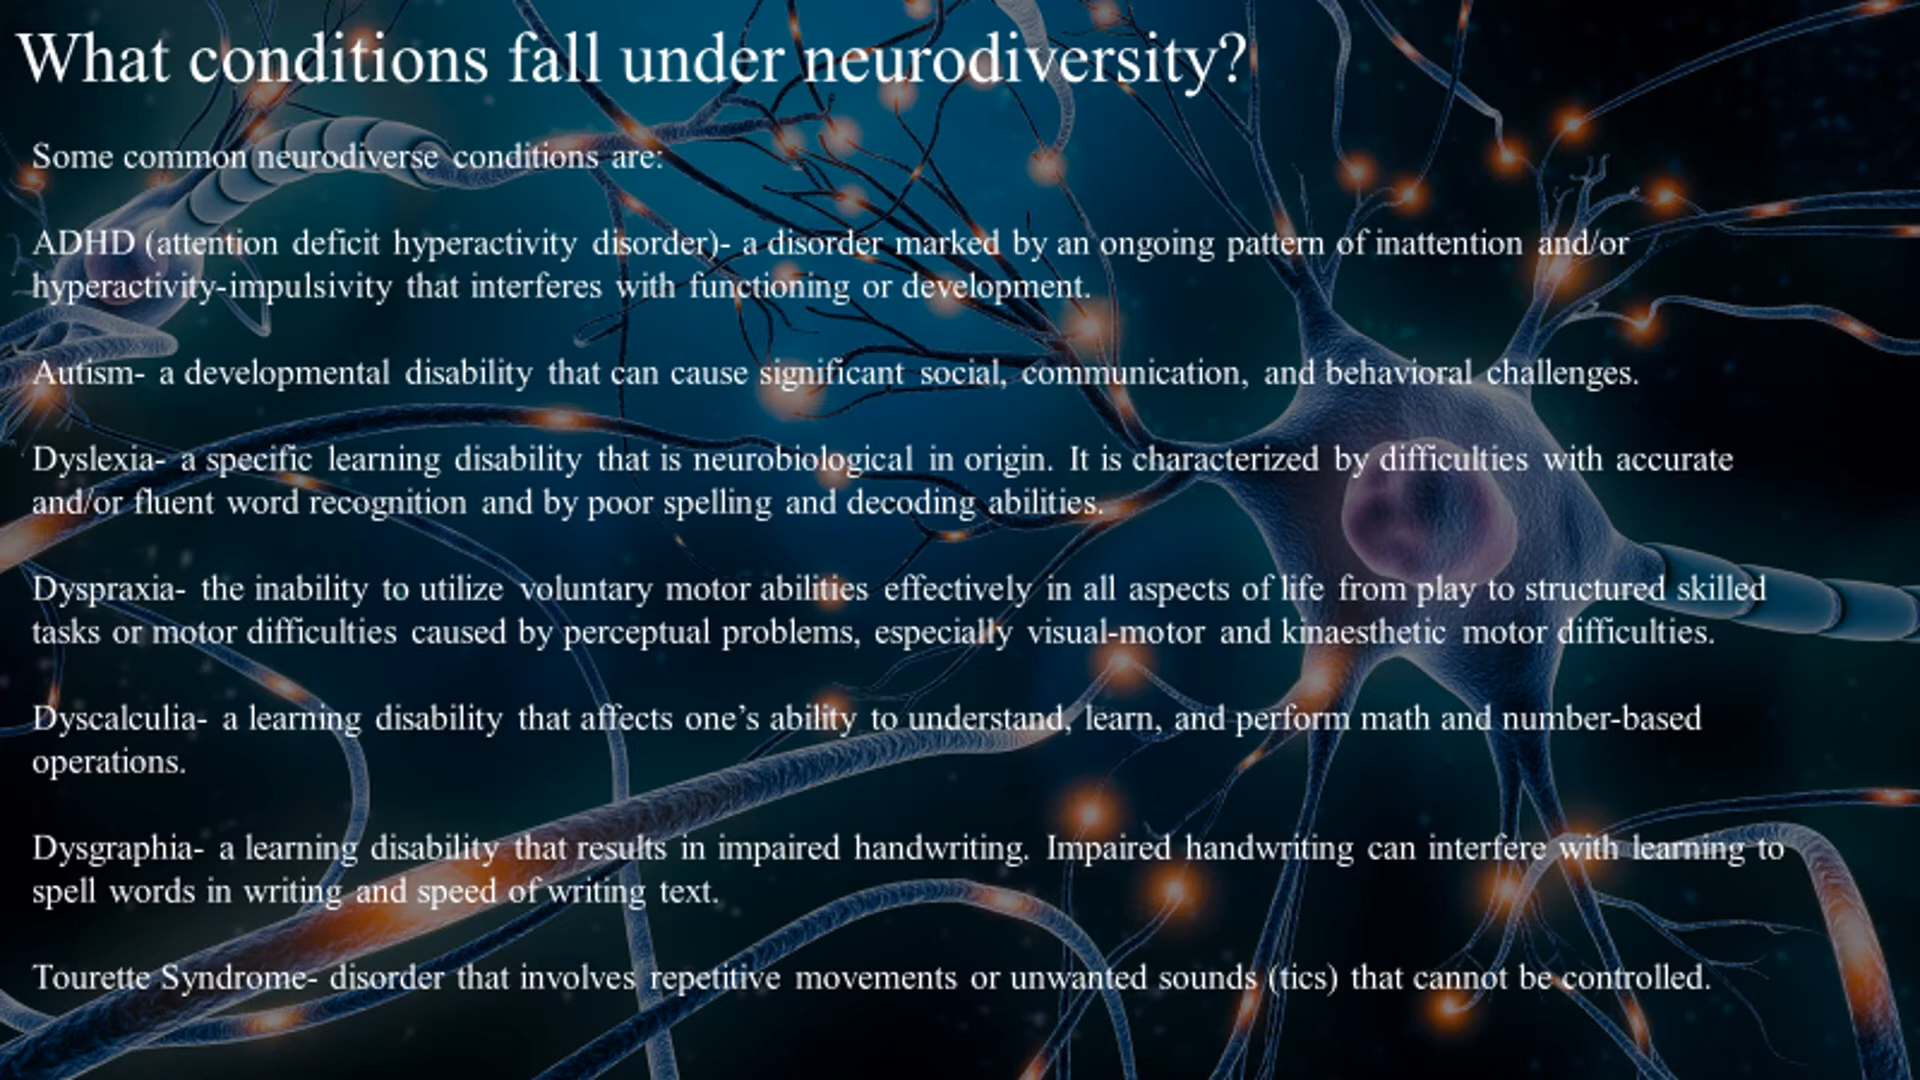 What conditions fall under neurodiversity?
Some common neurodiverse conditions are:
ADHD (attention deficit hyperactivity disorder)- a disorder marked by an ongoing pattern of inattention and/or
hyperactivity-impulsivity that interferes with functioning or development.
Autism- a developmental disability that can cause significant social, communication, and behavioral challenges.
Dyslexia- a specific learning disability that is neurobiological in origin. It is characterized by difficulties with accurate
and/or fluent word recognition and by poor spelling and decoding abilities.
Dyspraxia- the inability to utilize voluntary motor abilities effectively in all aspects of life from play to structured skilled
tasks or motor difficulties caused by perceptual problems, especially visual-motor and kinaesthetic motor difficulties.
Dyscalculia- a learning disability that affects one’s ability to understand, learn, and perform math and number-based
operations.
Dysgraphia- a learning disability that results in impaired handwriting. Impaired handwriting can interfere with learning to
spell words in writing and speed of writing text.
Tourette Syndrome- disorder that involves repetitive movements or unwanted sounds (tics) that cannot be controlled.